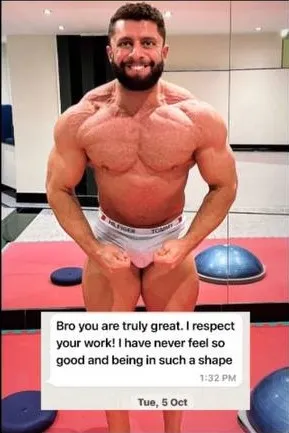 HILFIGER
TOMMY
Bro you are truly great. I respect
your work! I have never feel so
good and being in such a shape
1:32 PM
Tue, 5 Oct